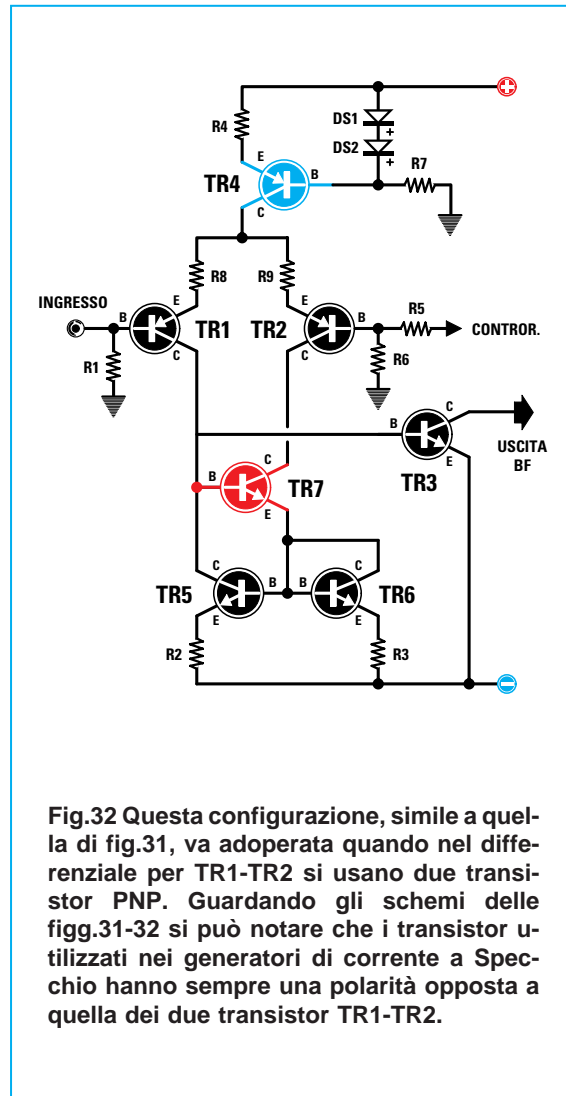 +
DS1
R4
+
DS2
R7
+
E
B
TR4
C
R8
R9
INGRESSO
E
E
R5
B
B
TR1
TR2
CONTROR.
C
C
R1
R6
C
B
USCITA
BF
E
TR3
C
B
TR7
E
C
C
TR5
B
B
TR6
E
E
R2
R3
–
Fig.32 Questa configurazione, simile a quel-
la di fig.31, va adoperata quando nel diffe-
renziale per TR1-TR2 si usano due transi-
stor PNP. Guardando gli schemi delle
figg.31-32 si può notare che i transistor u-
tilizzati nei generatori di corrente a Spec-
chio hanno sempre una polarità opposta a
quella dei due transistor TR1-TR2.